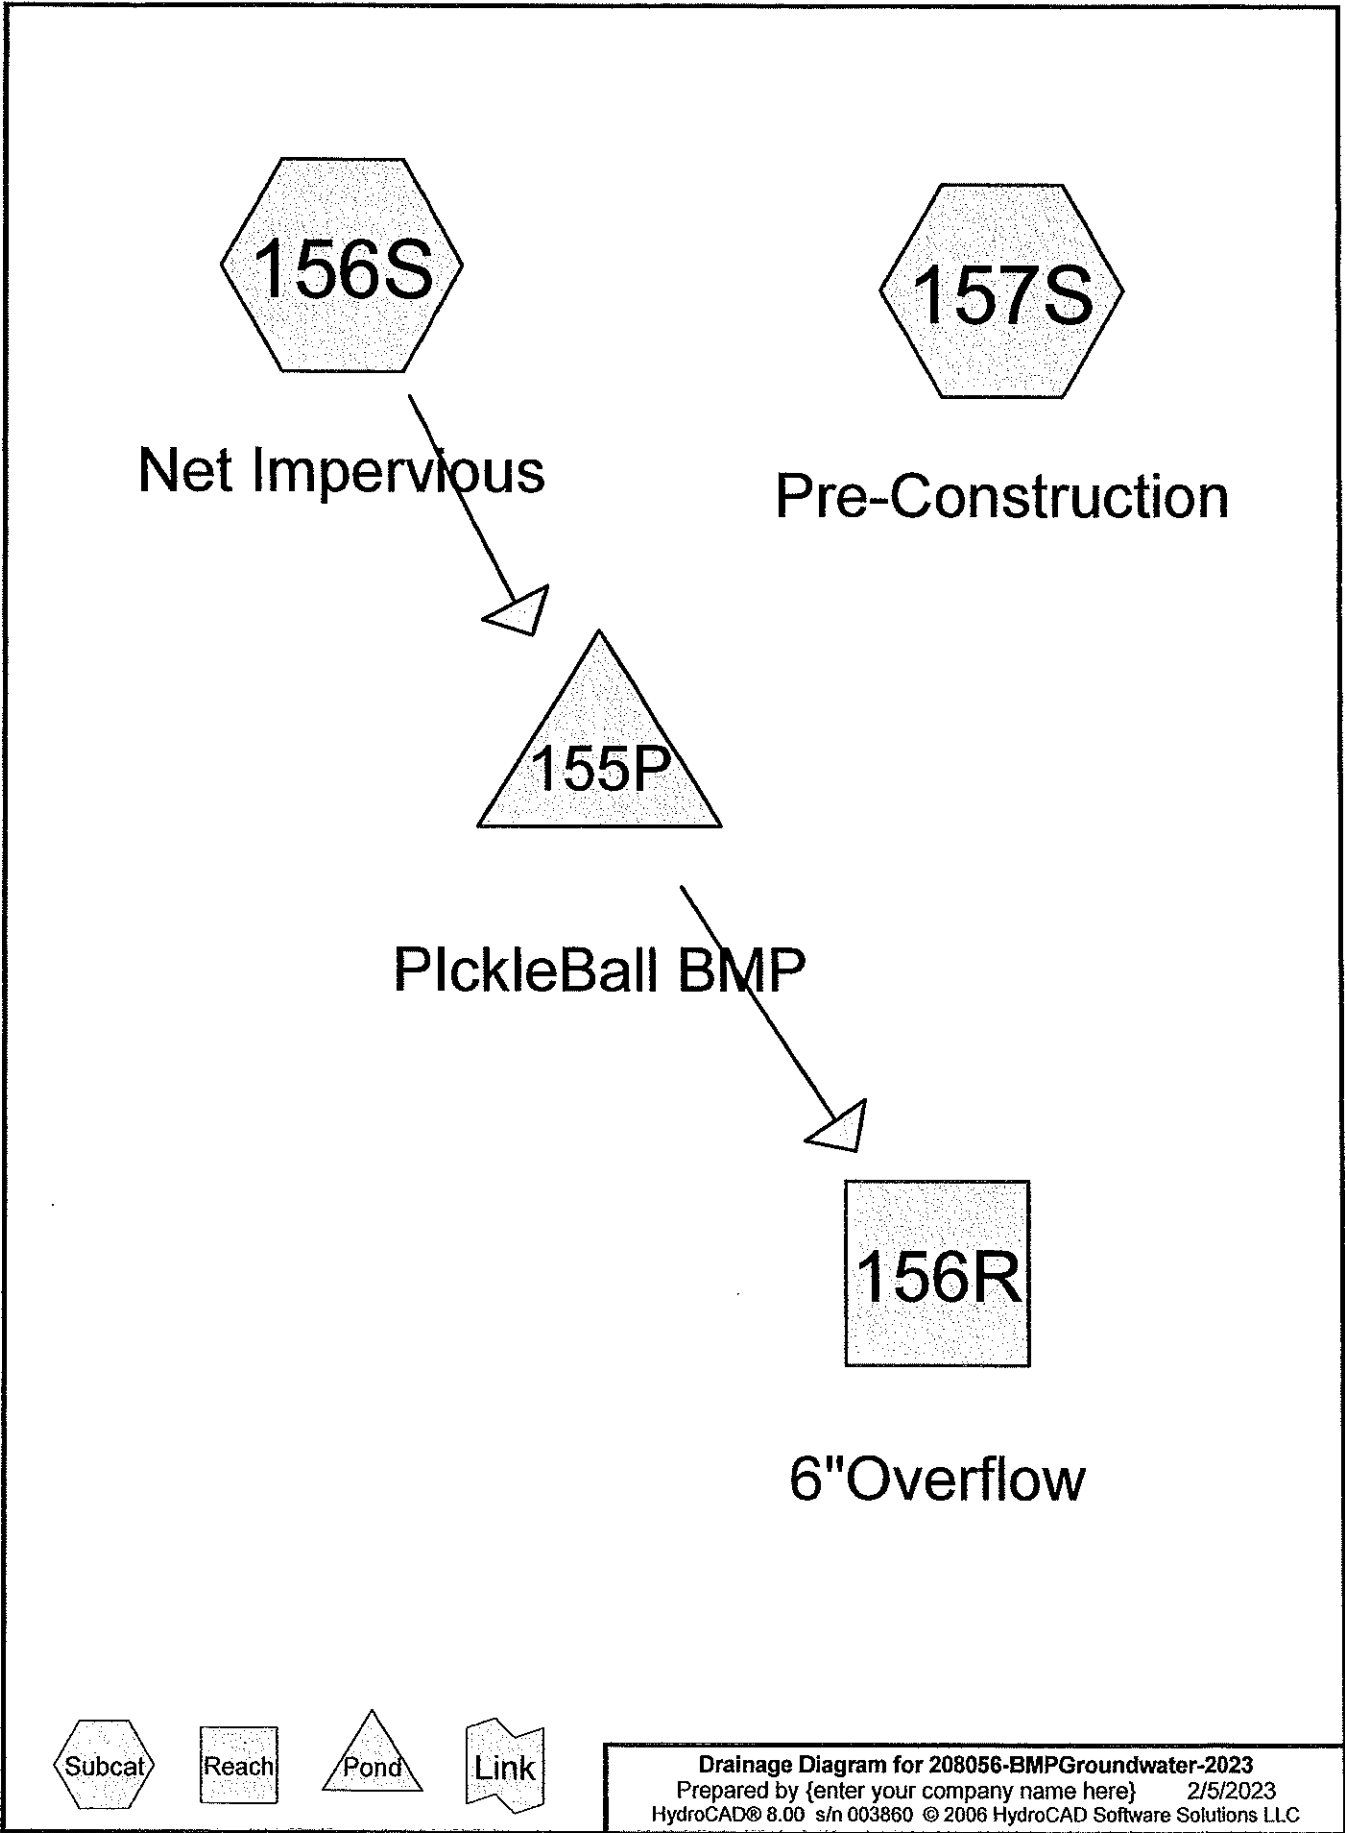 156S
157S
Net Impervious
Pre-Construction
155P
PIckleBall BMP
156R
6"Overflow
Subcat
Reach
Pond
Link
Drainage Diagram for 208056-BMPGroundwater-2023
Prepared by {enter your company name here} 2/5/2023
HydroCAD® 8.00 s/n 003860 © 2006 HydroCAD Software Solutions LLC